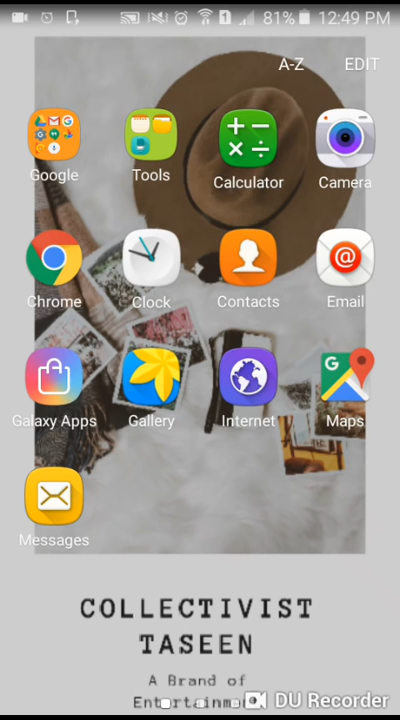 1 81% 12:49 PM
A-Z EDIT
Google Tools Calculator Camera
Chrome Clock Contacts Email
Galaxy Apps Gallery Internet Maps
Messages
COLLECTIVIST
TASEEN
A Brand of
DU Recorder